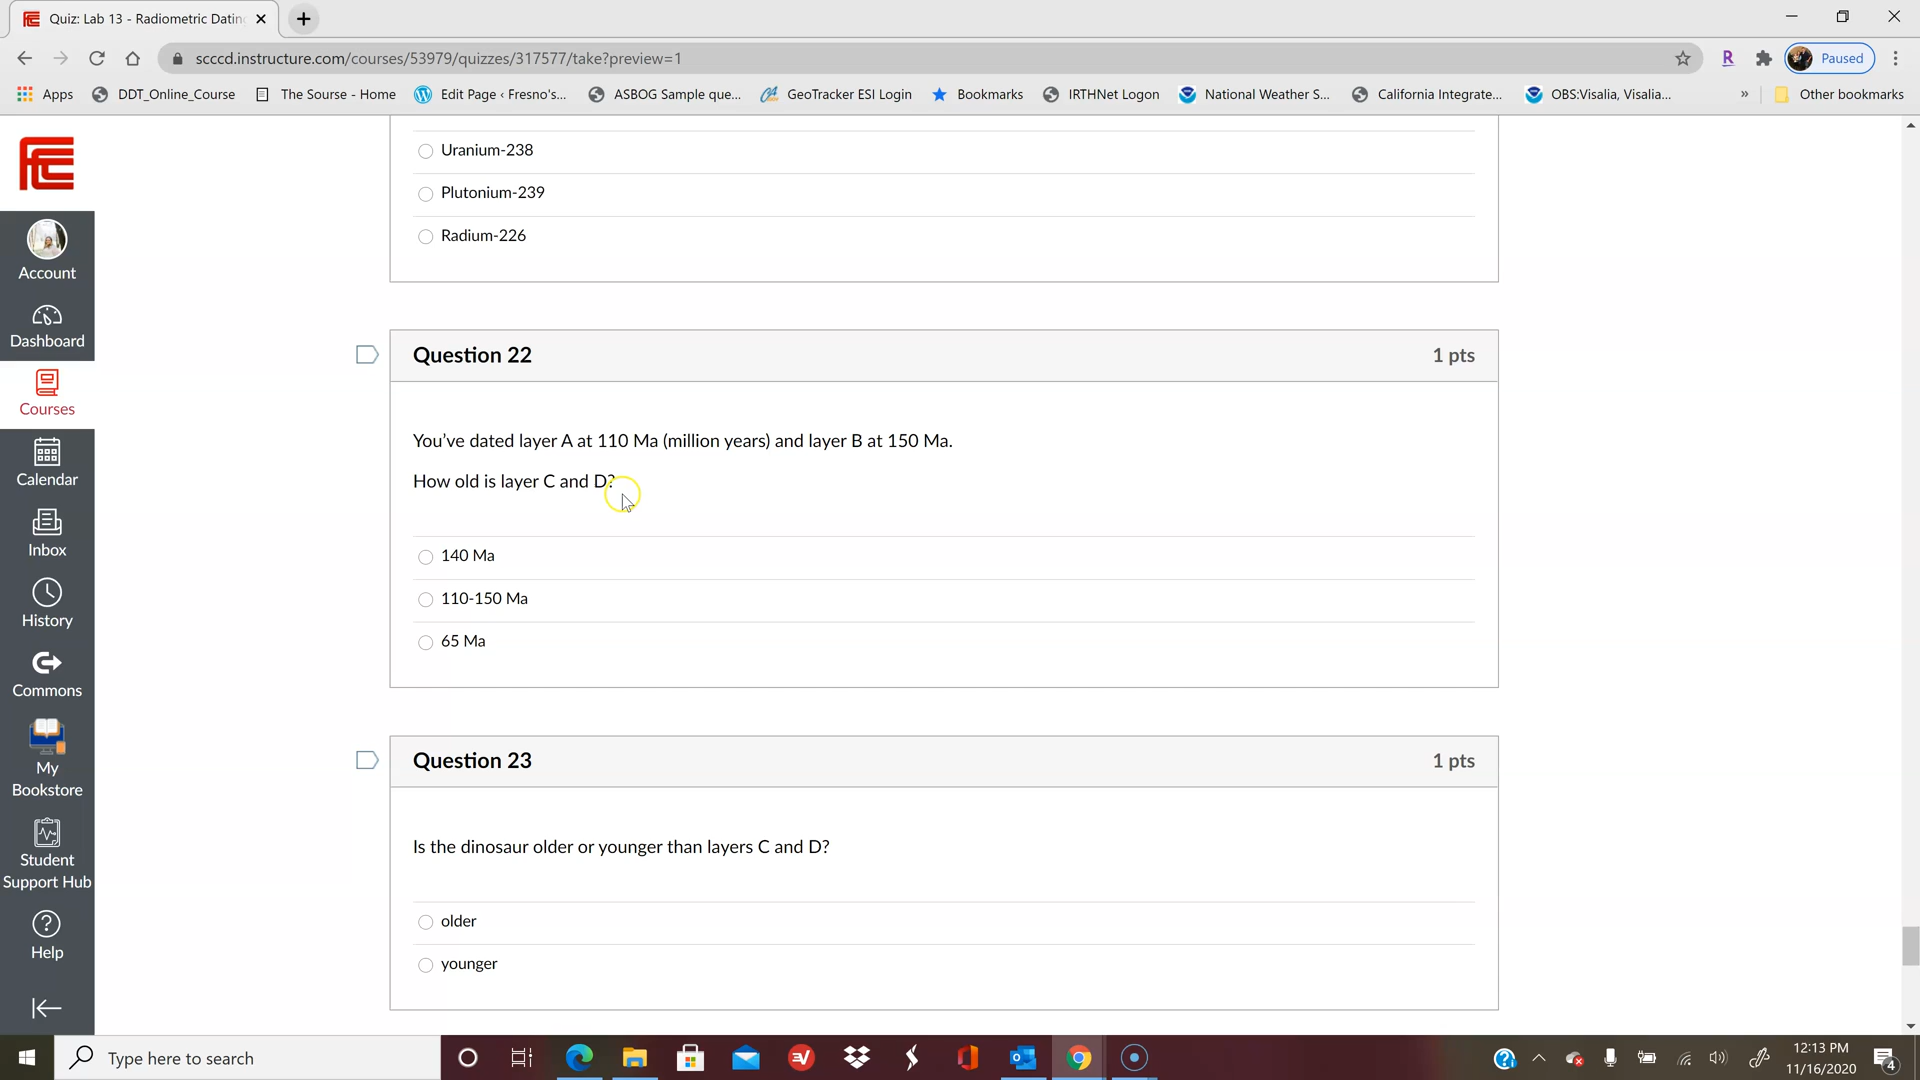 Quiz: Lab 13 - Radiometric Datin
scccd.instructure.com/courses/53979/quizzes/317577/take?preview=1
R
Paused
Apps
DDT_Online_Course
The Sourse - Home
Edit Page ‹ Fresno's...
ASBOG Sample que...
GeoTracker ESI Login
Bookmarks
IRTHNet Logon
National Weather S...
California Integrate...
OBS:Visalia, Visalia...
»
Other bookmarks
FCC
Account
Dashboard
Courses
Calendar
Inbox
History
Commons
My
Bookstore
Student
Support Hub
Help
Uranium-238
Plutonium-239
Radium-226
Question 22
1 pts
You've dated layer A at 110 Ma (million years) and layer B at 150 Ma.
How old is layer C and D?
140 Ma
110-150 Ma
65 Ma
Question 23
1 pts
Is the dinosaur older or younger than layers C and D?
older
younger
Type here to search
12:13 PM
11/16/2020
4